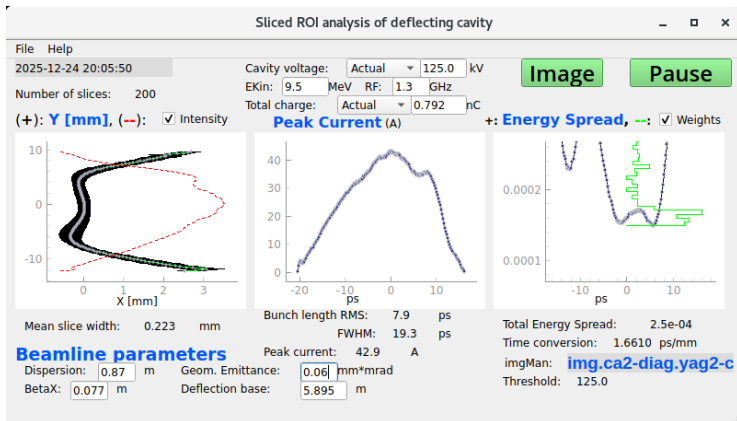 Sliced ROI analysis of deflecting cavity
File Help
2025-12-24 20:05:50
Cavity voltage: Actual 125.0 kV
Image Pause
EKin: 9.5 MeV RF: 1.3 GHz
Number of slices: 200
Total charge: Actual 0.792 nC
(+): Y [mm], (--): Intensity
Peak Current (A)
+: Energy Spread, --: Weights
10
0
-10
0 1 2 3
X [mm]
40
30
20
10
0
-20 -10 0 10
ps
0.0002
0.0001
-10 0 10
ps
Mean slice width: 0.223 mm
Bunch length RMS: 7.9 ps
FWHM: 19.3 ps
Peak current: 42.9 A
Total Energy Spread: 2.5e-04
Time conversion: 1.6610 ps/mm
imgMan: img.ca2-diag.yag2-c
Threshold: 125.0
Beamline parameters
Dispersion: 0.87 m Geom. Emittance: 0.06 mm*mrad
BetaX: 0.077 m Deflection base: 5.895 m